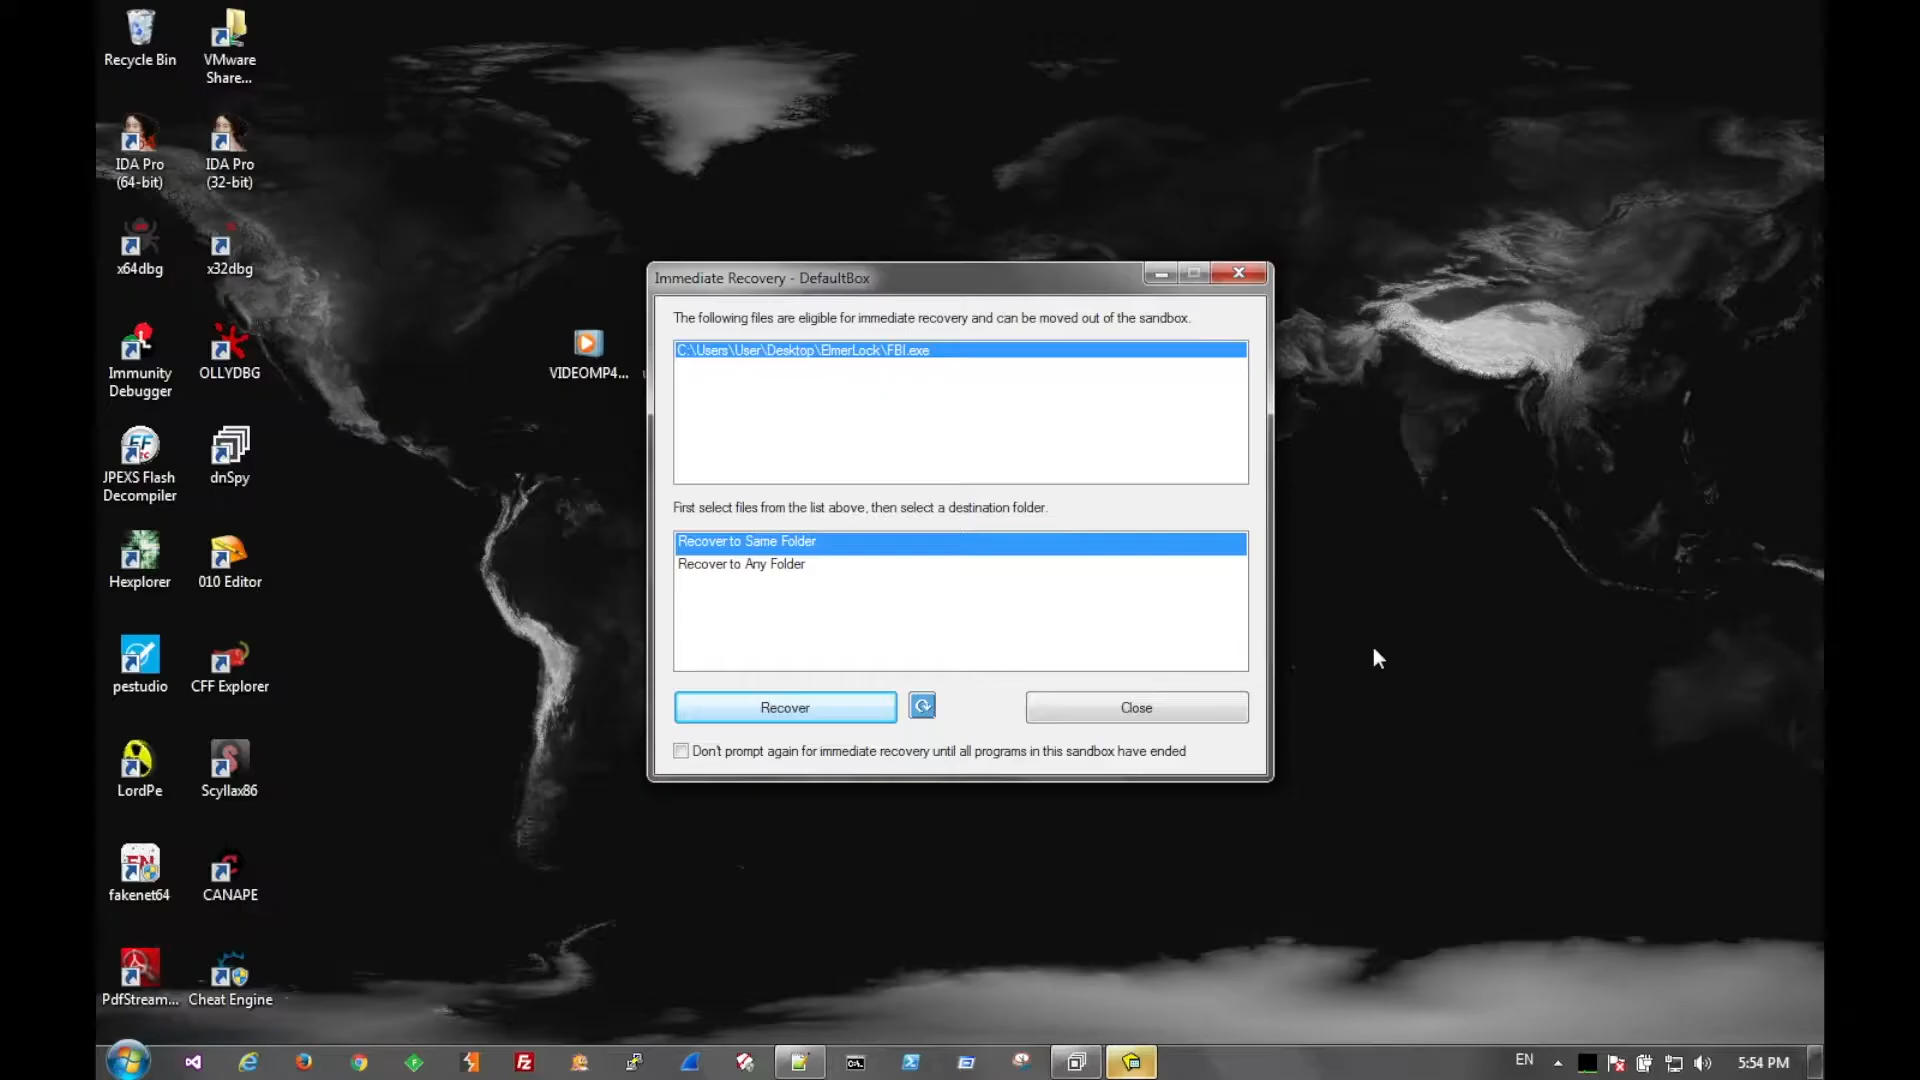 Recycle Bin
VMware
Share...
IDA Pro
(64-bit)
IDA Pro
(32-bit)
x64dbg
x32dbg
Immunity
Debugger
OLLYDBG
JPEXS Flash
Decompiler
dnSpy
Hexplorer
010 Editor
pestudio
CFF Explorer
LordPe
Scyllax86
fakenet64
CANAPE
PdfStream...
Cheat Engine
VIDEOMP4...
Immediate Recovery - DefaultBox
The following files are eligible for immediate recovery and can be moved out of the sandbox.
C:\Users\User\Desktop\ElmerLock\FBI.exe
First select files from the list above, then select a destination folder.
Recover to Same Folder
Recover to Any Folder
Recover
Close
Don't prompt again for immediate recovery until all programs in this sandbox have ended
EN
5:54 PM